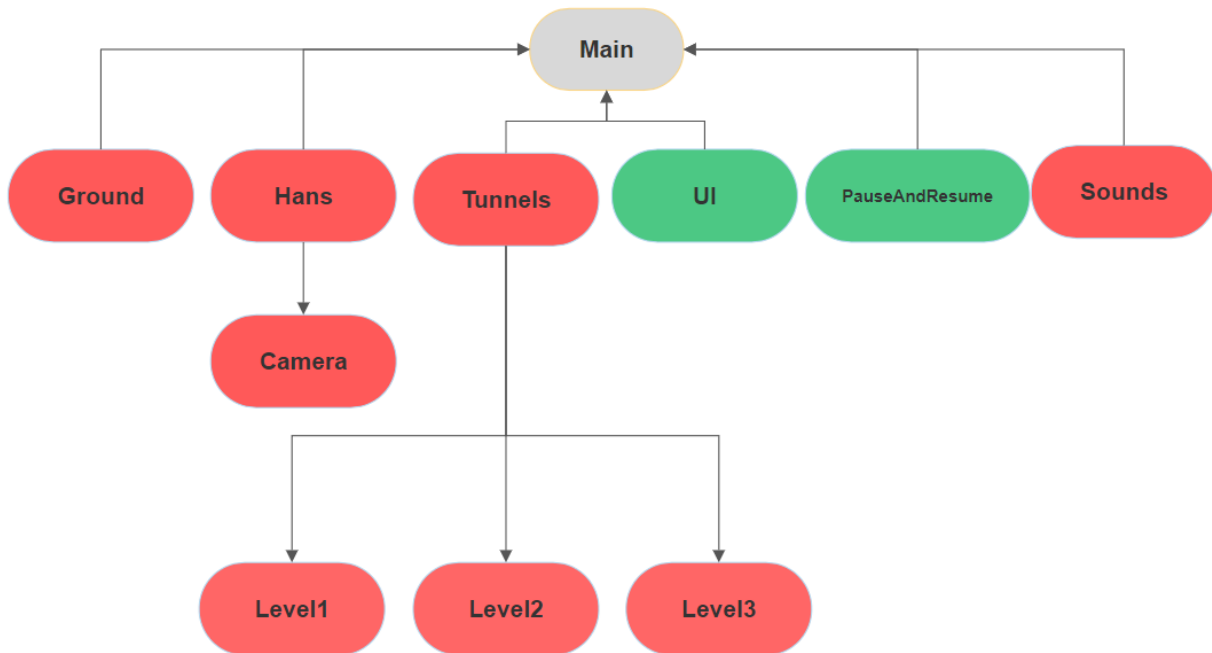 Main
Ground
Hans
Tunnels
UI
PauseAndResume
Sounds
Camera
Level1
Level2
Level3